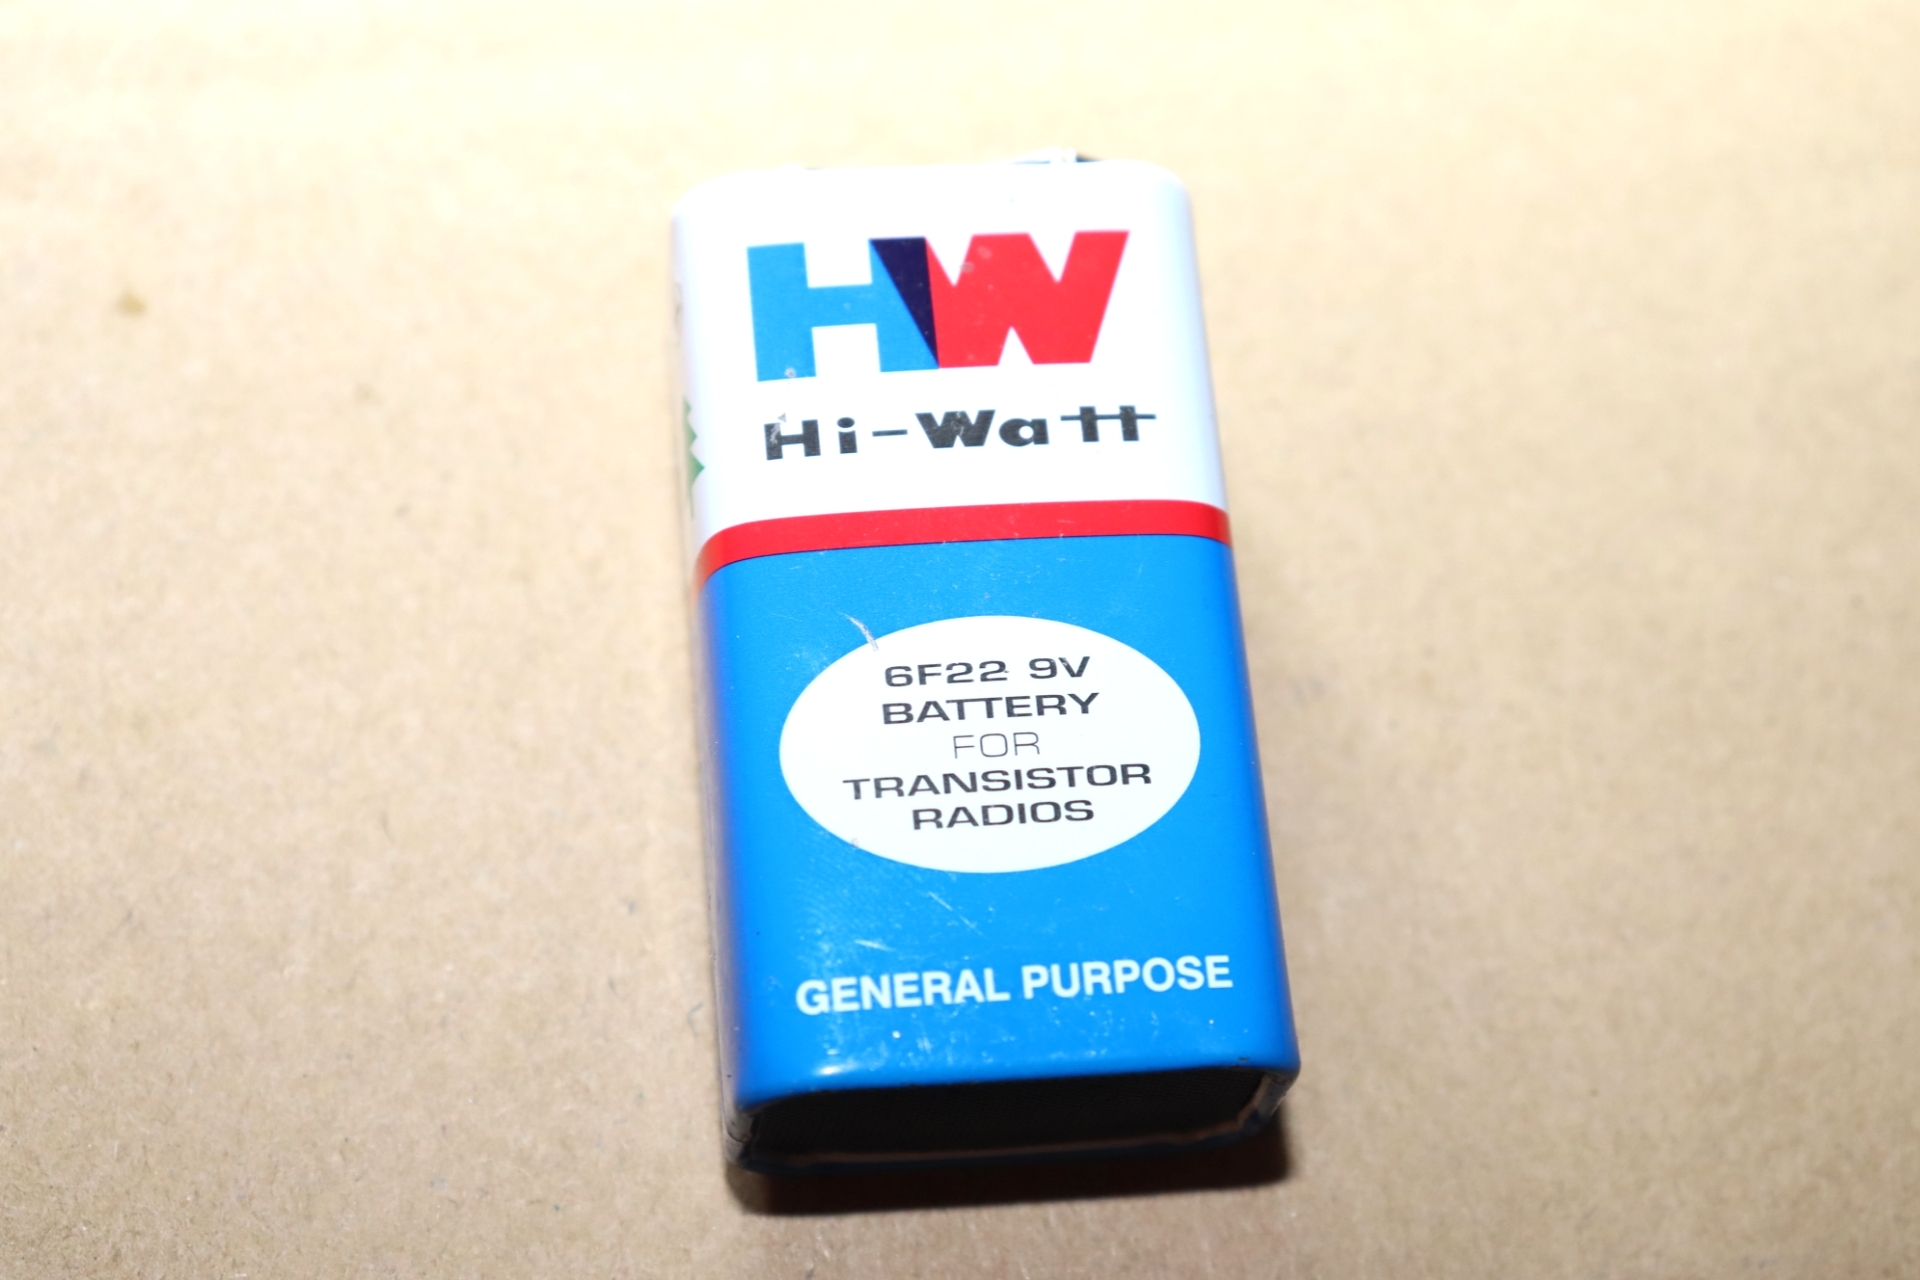 HW
Hi-Watt
6F22 9V
BATTERY
FOR
TRANSISTOR
RADIOS
GENERAL PURPOSE